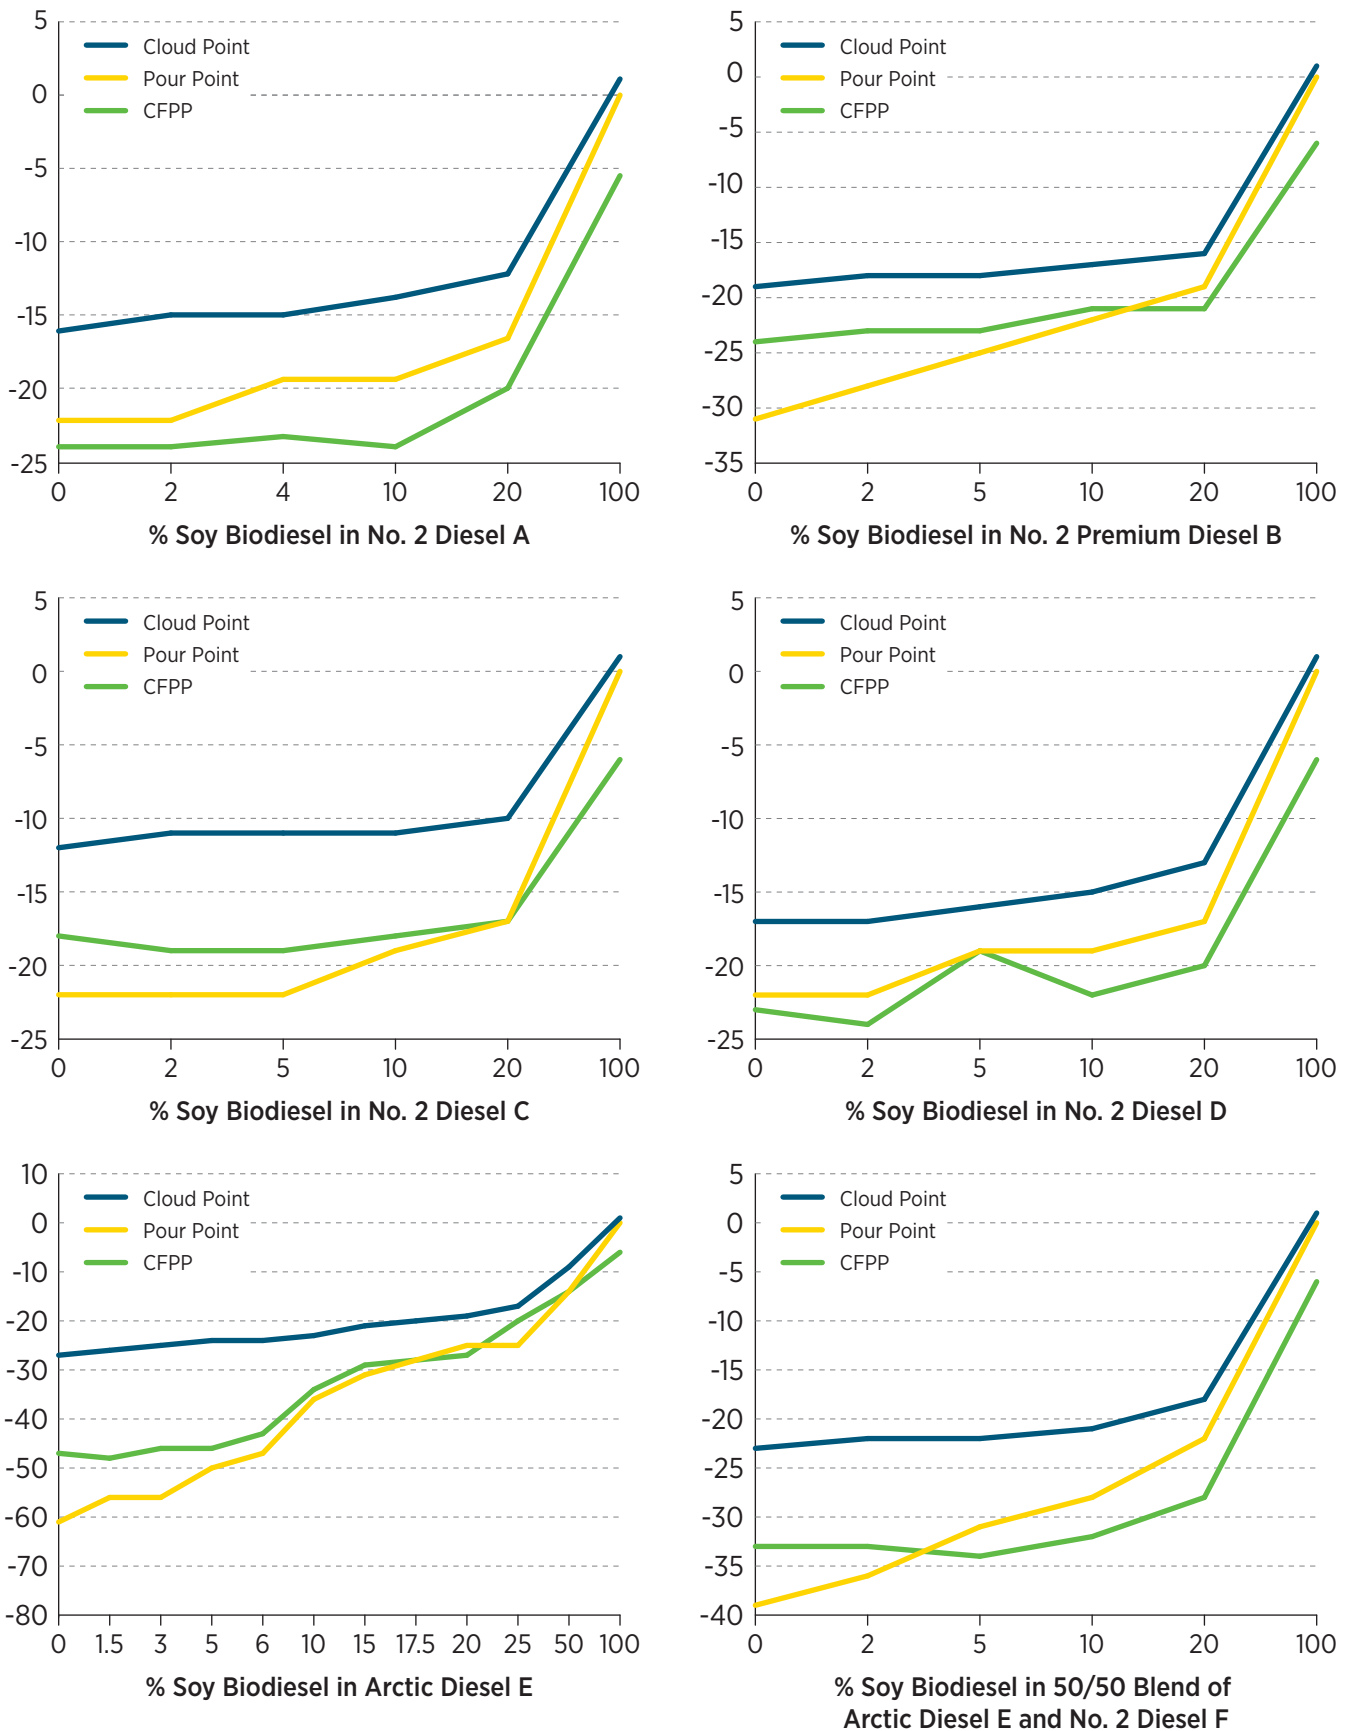 5
0
-5
-10
-15
-20
-25
Cloud Point
Pour Point
CFPP
0 2 4 10 20 100
% Soy Biodiesel in No. 2 Diesel A
5
0
-5
-10
-15
-20
-25
-30
-35
Cloud Point
Pour Point
CFPP
0 2 5 10 20 100
% Soy Biodiesel in No. 2 Premium Diesel B
5
0
-5
-10
-15
-20
-25
Cloud Point
Pour Point
CFPP
0 2 5 10 20 100
% Soy Biodiesel in No. 2 Diesel C
5
0
-5
-10
-15
-20
-25
Cloud Point
Pour Point
CFPP
0 2 5 10 20 100
% Soy Biodiesel in No. 2 Diesel D
10
0
-10
-20
-30
-40
-50
-60
-70
-80
Cloud Point
Pour Point
CFPP
0 1.5 3 5 6 10 15 17.5 20 25 50 100
% Soy Biodiesel in Arctic Diesel E
5
0
-5
-10
-15
-20
-25
-30
-35
-40
Cloud Point
Pour Point
CFPP
0 2 5 10 20 100
% Soy Biodiesel in 50/50 Blend of
Arctic Diesel E and No. 2 Diesel F